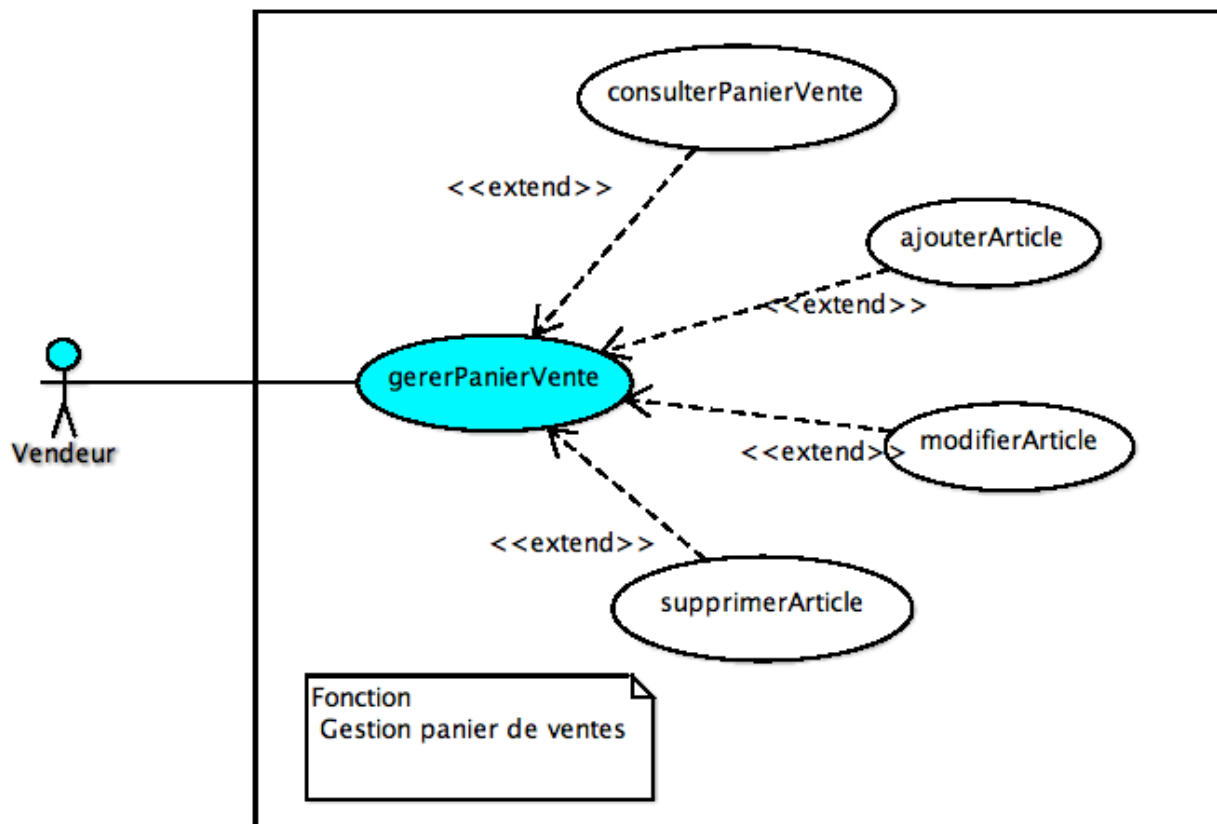 consulterPanierVente
<<extend>>
ajouterArticle
<<extend>>
gererPanierVente
Vendeur
modifierArticle
<<extend>>
<<extend>>
supprimerArticle
Fonction
Gestion panier de ventes